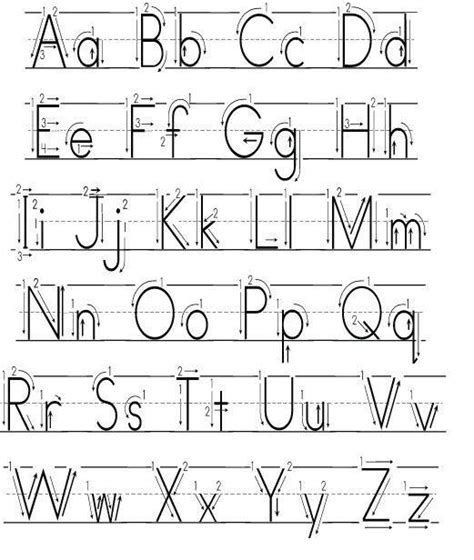 Aa Bb Cc Dd
Ee Ff Gg Hh
Ii Jj Kk Ll Mm
Nn Oo Pp Qq
Rr Ss Tt Uu Vv
Ww Xx Yy Zz